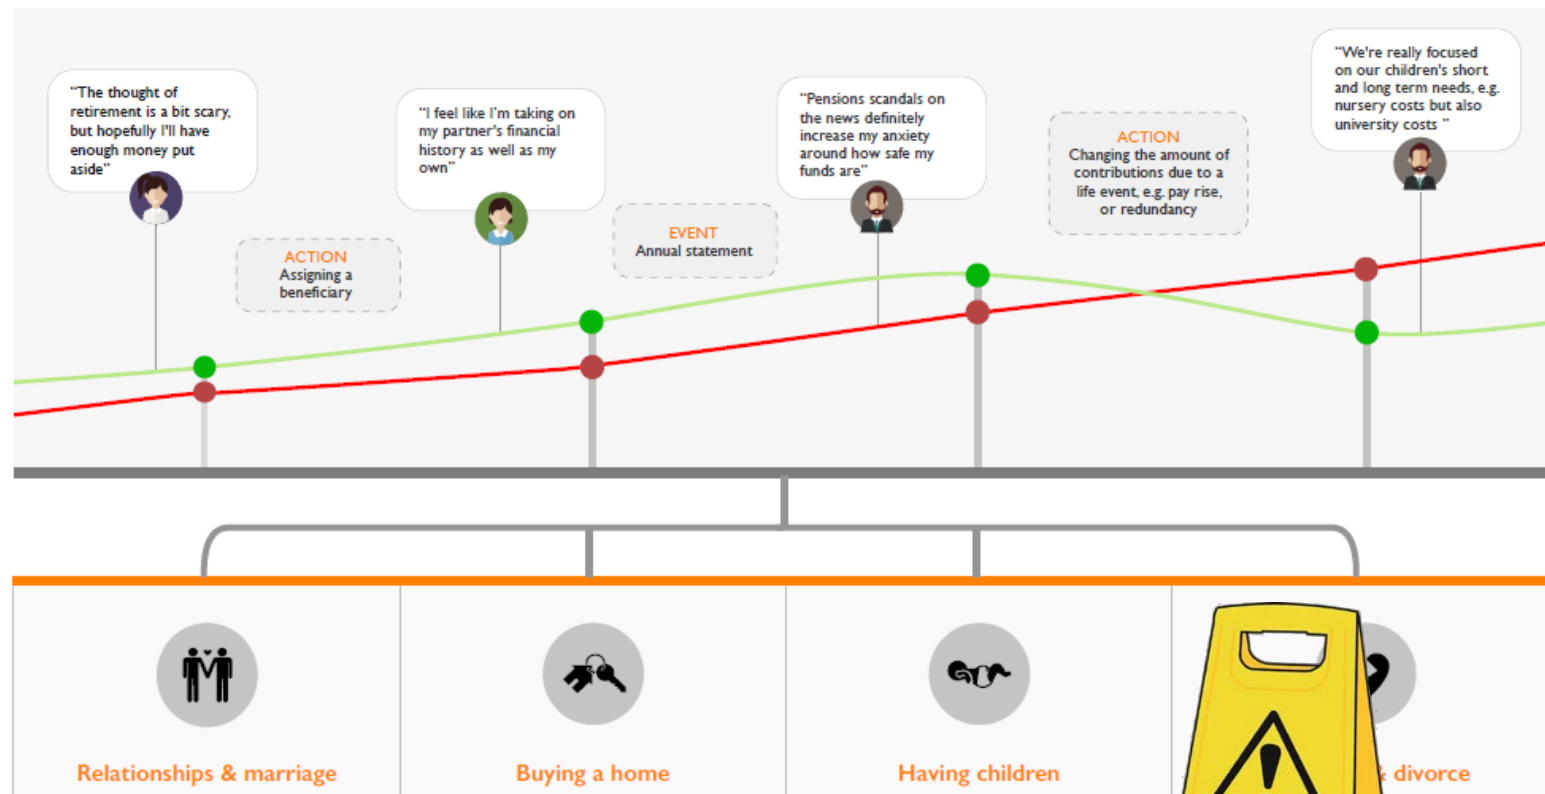 “The thought of
retirement is a bit scary,
but hopefully I'll have
enough money put
aside”
ACTION
Assigning a
beneficiary
“I feel like I'm taking on
my partner's financial
history as well as my
own”
EVENT
Annual statement
“Pensions scandals on
the news definitely
increase my anxiety
around how safe my
funds are”
ACTION
Changing the amount of
contributions due to a
life event, e.g. pay rise,
or redundancy
“We're really focused
on our children's short
and long term needs, e.g.
nursery costs but also
university costs ”
Relationships & marriage
Buying a home
Having children
& divorce